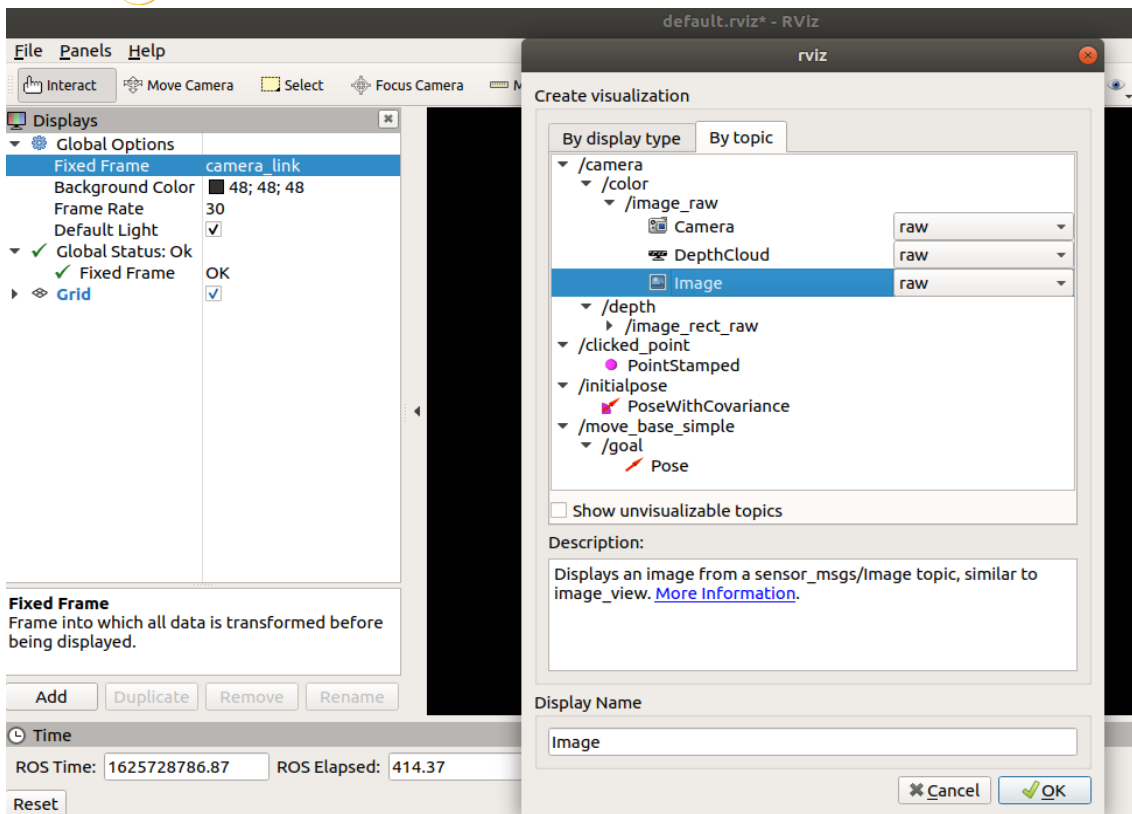 default.rviz* - RViz
File Panels Help
Interact Move Camera Select Focus Camera M
Displays
Global Options
Fixed Frame camera_link
Background Color 48; 48; 48
Frame Rate 30
Default Light
Global Status: Ok
Fixed Frame OK
Grid
Fixed Frame
Frame into which all data is transformed before
being displayed.
Add Duplicate Remove Rename
Time
ROS Time: 1625728786.87 ROS Elapsed: 414.37
Reset
rviz
Create visualization
By display type By topic
/camera
/color
/image_raw
Camera raw
DepthCloud raw
Image raw
/depth
/image_rect_raw
/clicked_point
PointStamped
/initialpose
PoseWithCovariance
/move_base_simple
/goal
Pose
Show unvisualizable topics
Description:
Displays an image from a sensor_msgs/Image topic, similar to
image_view. More Information.
Display Name
Image
Cancel OK